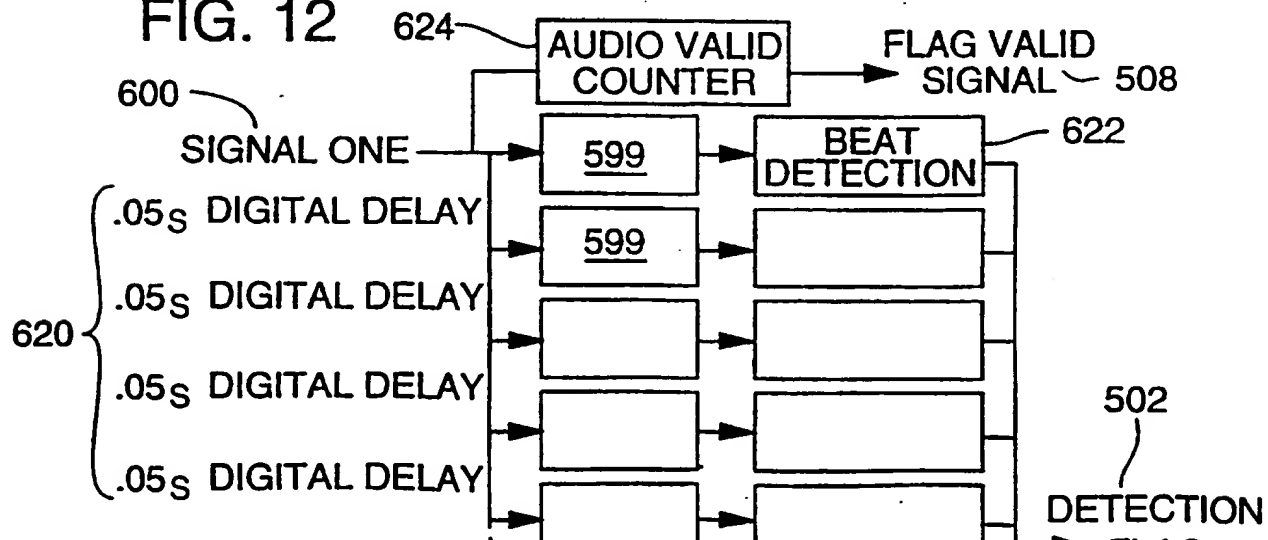 FIG. 12
624
AUDIO VALID
COUNTER
FLAG VALID
SIGNAL
508
600
SIGNAL ONE
599
BEAT
DETECTION
622
.05s DIGITAL DELAY
599
.05s DIGITAL DELAY
620
.05s DIGITAL DELAY
502
.05s DIGITAL DELAY
DETECTION